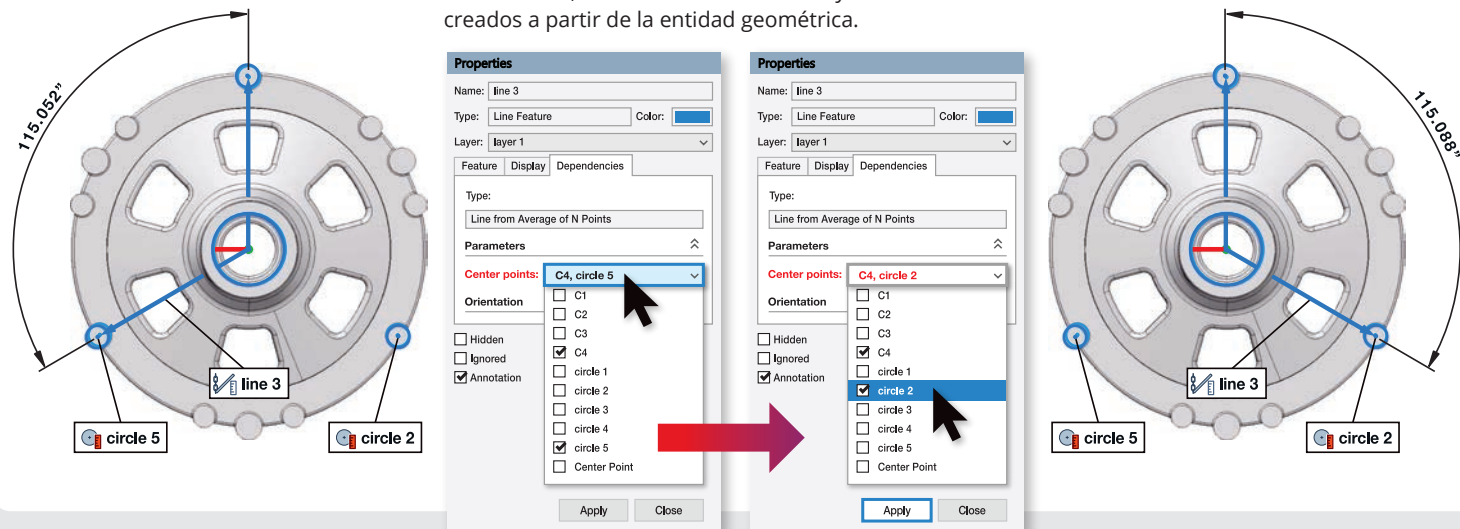 creados a partir de la entidad geométrica.
115.052"
line 3
circle 5
circle 2
Properties
Name: line 3
Type: Line Feature Color:
Layer: layer 1
Feature Display Dependencies
Type:
Line from Average of N Points
Parameters
Center points: C4, circle 5
Orientation
C1
C2
C3
C4
circle 1
circle 2
circle 3
circle 4
circle 5
Center Point
Hidden
Ignored
Annotation
Apply Close
Properties
Name: line 3
Type: Line Feature Color:
Layer: layer 1
Feature Display Dependencies
Type:
Line from Average of N Points
Parameters
Center points: C4, circle 2
Orientation
C1
C2
C3
C4
circle 1
circle 2
circle 3
circle 4
circle 5
Center Point
Hidden
Ignored
Annotation
Apply Close
115.088"
line 3
circle 5
circle 2